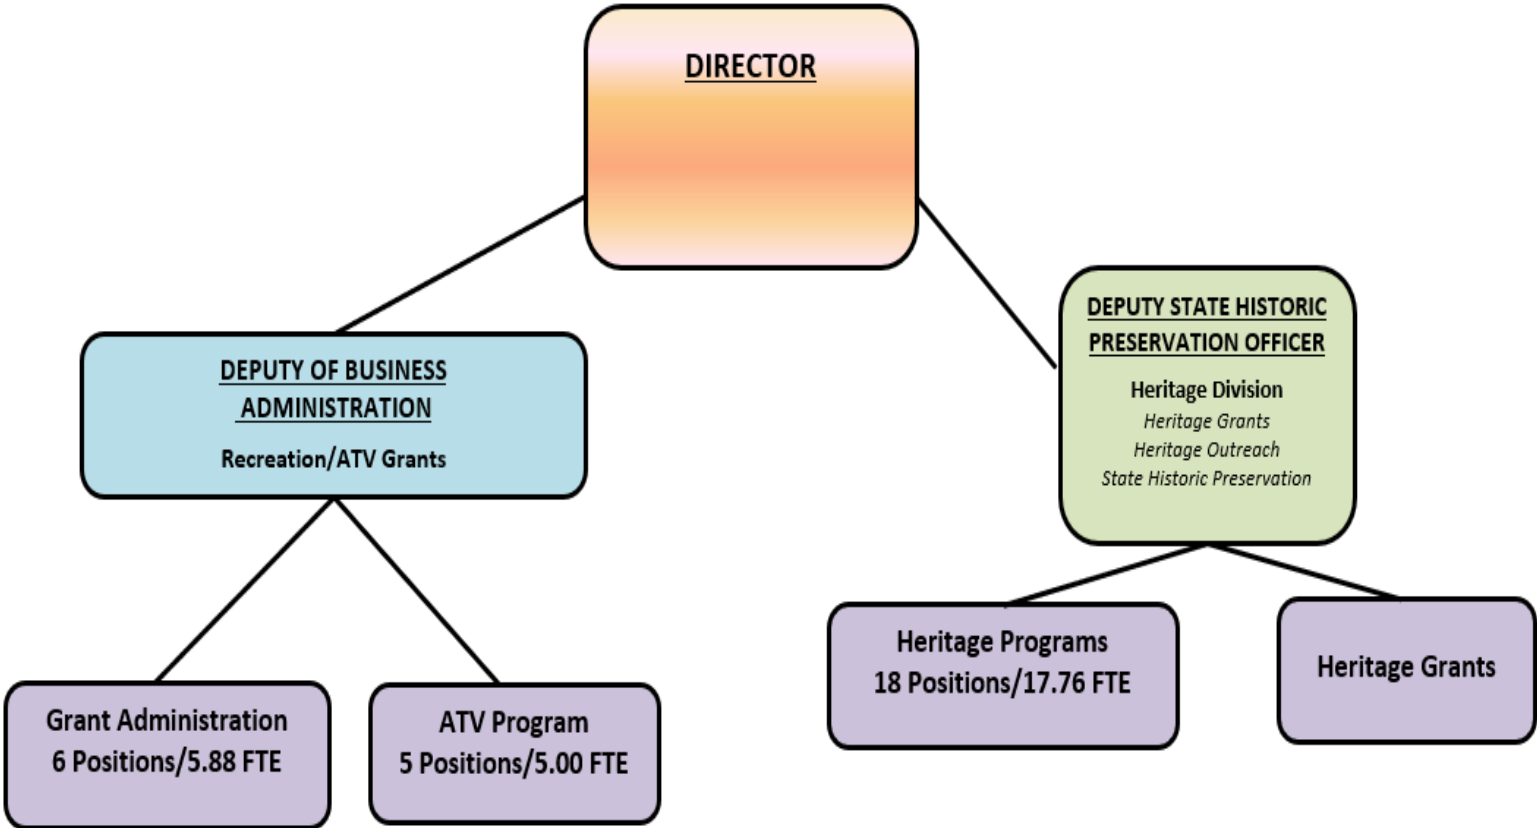 DIRECTOR
DEPUTY OF BUSINESS
ADMINISTRATION
Recreation/ATV Grants
DEPUTY STATE HISTORIC
PRESERVATION OFFICER
Heritage Division
Heritage Grants
Heritage Outreach
State Historic Preservation
Grant Administration
6 Positions/5.88 FTE
ATV Program
5 Positions/5.00 FTE
Heritage Programs
18 Positions/17.76 FTE
Heritage Grants